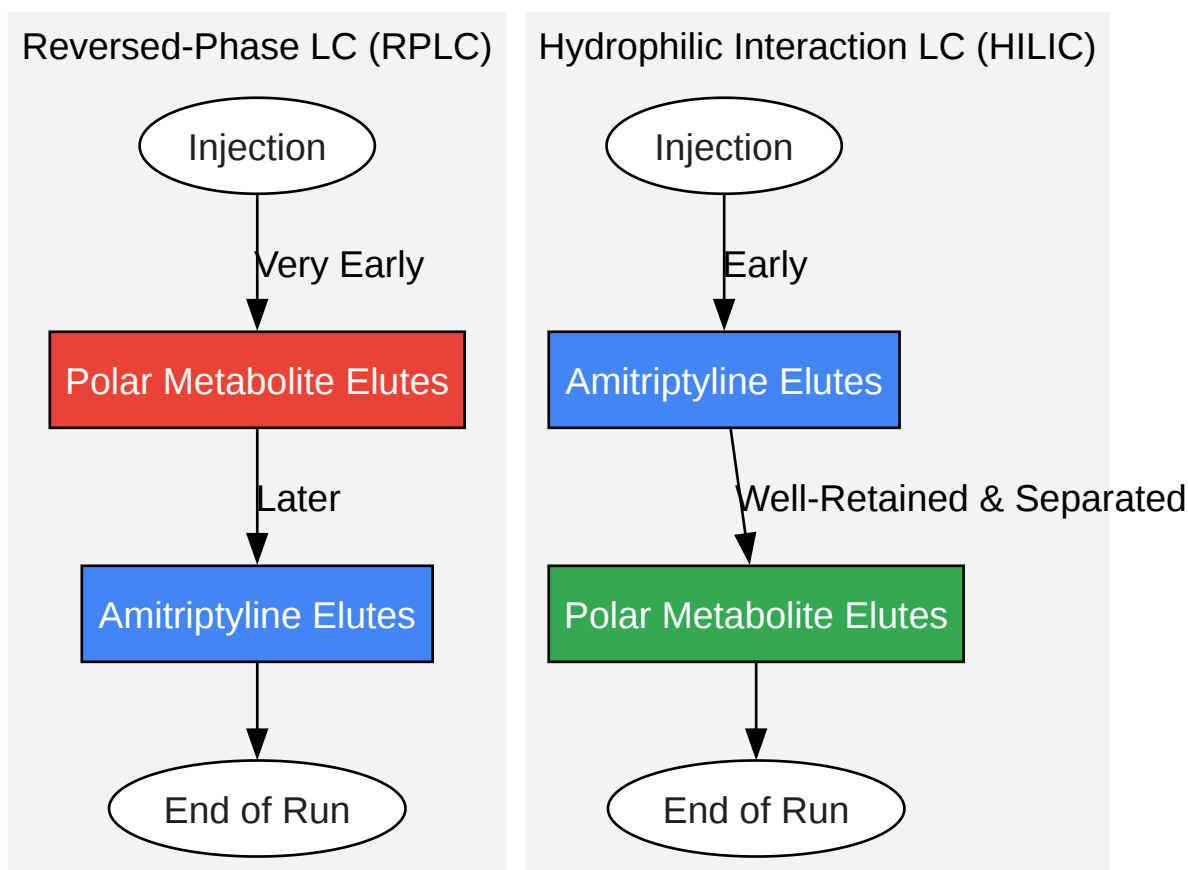 Reversed-Phase LC (RPLC)
Injection
Very Early
Polar Metabolite Elutes
Later
Amitriptyline Elutes
End of Run
Hydrophilic Interaction LC (HILIC)
Injection
Early
Amitriptyline Elutes
Well-Retained & Separated
Polar Metabolite Elutes
End of Run